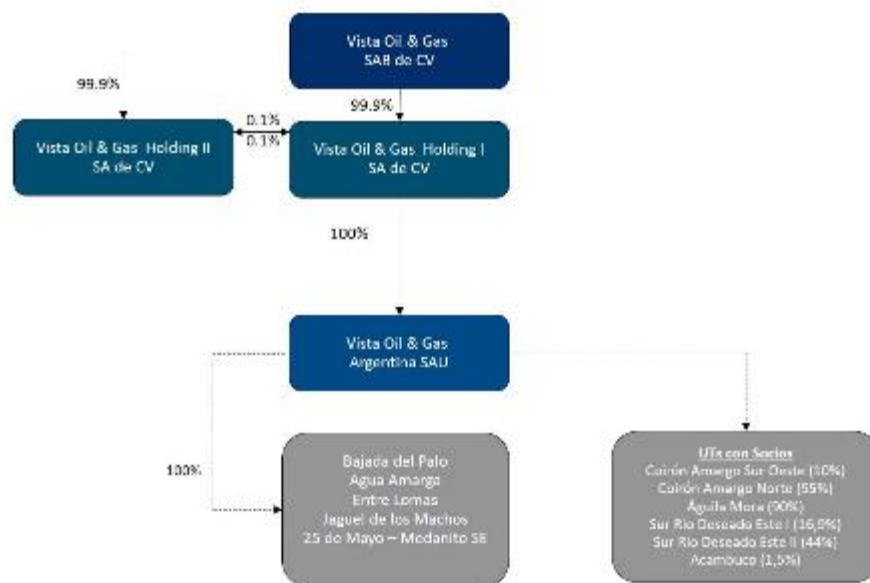 Vista Oil & Gas
SAB de CV
99.9%
99.9%
0.1%
0.1%
Vista Oil & Gas Holding II
SA de CV
Vista Oil & Gas Holding I
SA de CV
100%
Vista Oil & Gas
Argentina SAU
100%
Bajada del Palo
Agua Amarga
Entre Lomas
Jaguel de los Machos
25 de Mayo – Medanito SE
UTs con Socios
Coirón Amargo Sur Oeste (10%)
Coirón Amargo Norte (55%)
Águila Mora (90%)
Sur Río Deseado Este I (16,9%)
Sur Río Deseado Este II (44%)
Acambuco (1,5%)